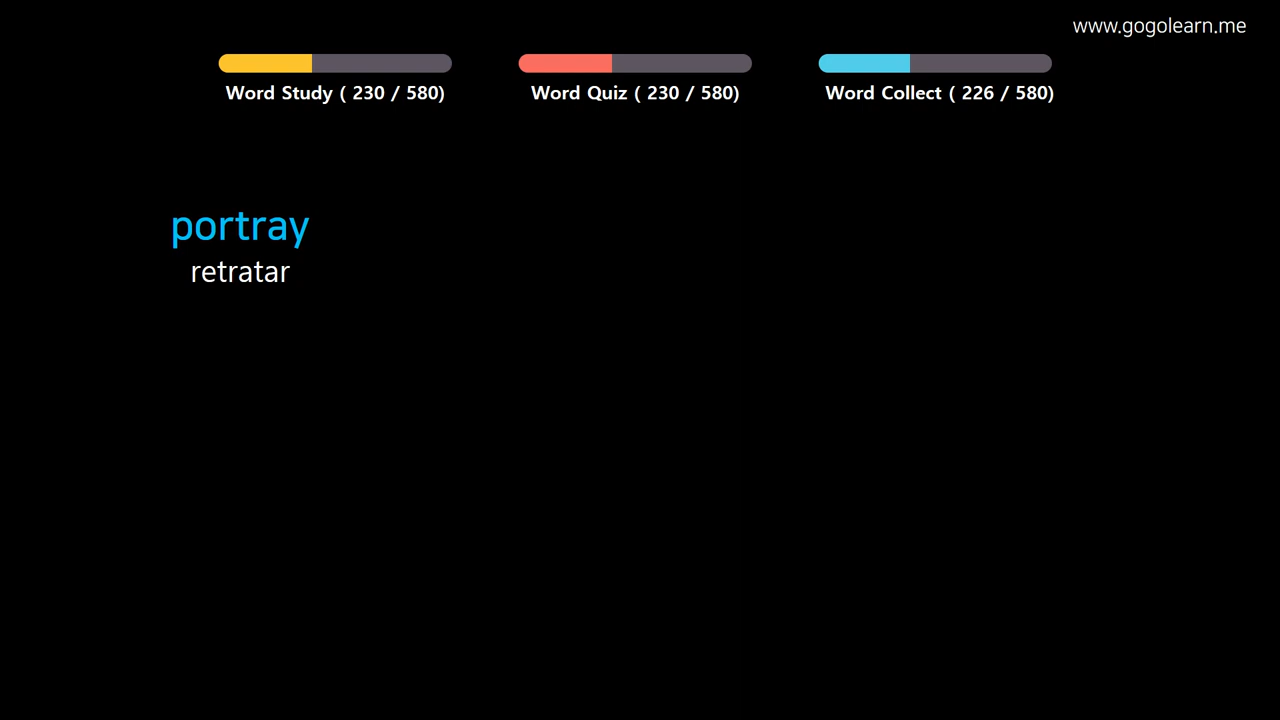 www.gogolearn.me
Word Study ( 230 / 580)
Word Quiz ( 230 / 580)
Word Collect ( 226 / 580)
portray
retratar